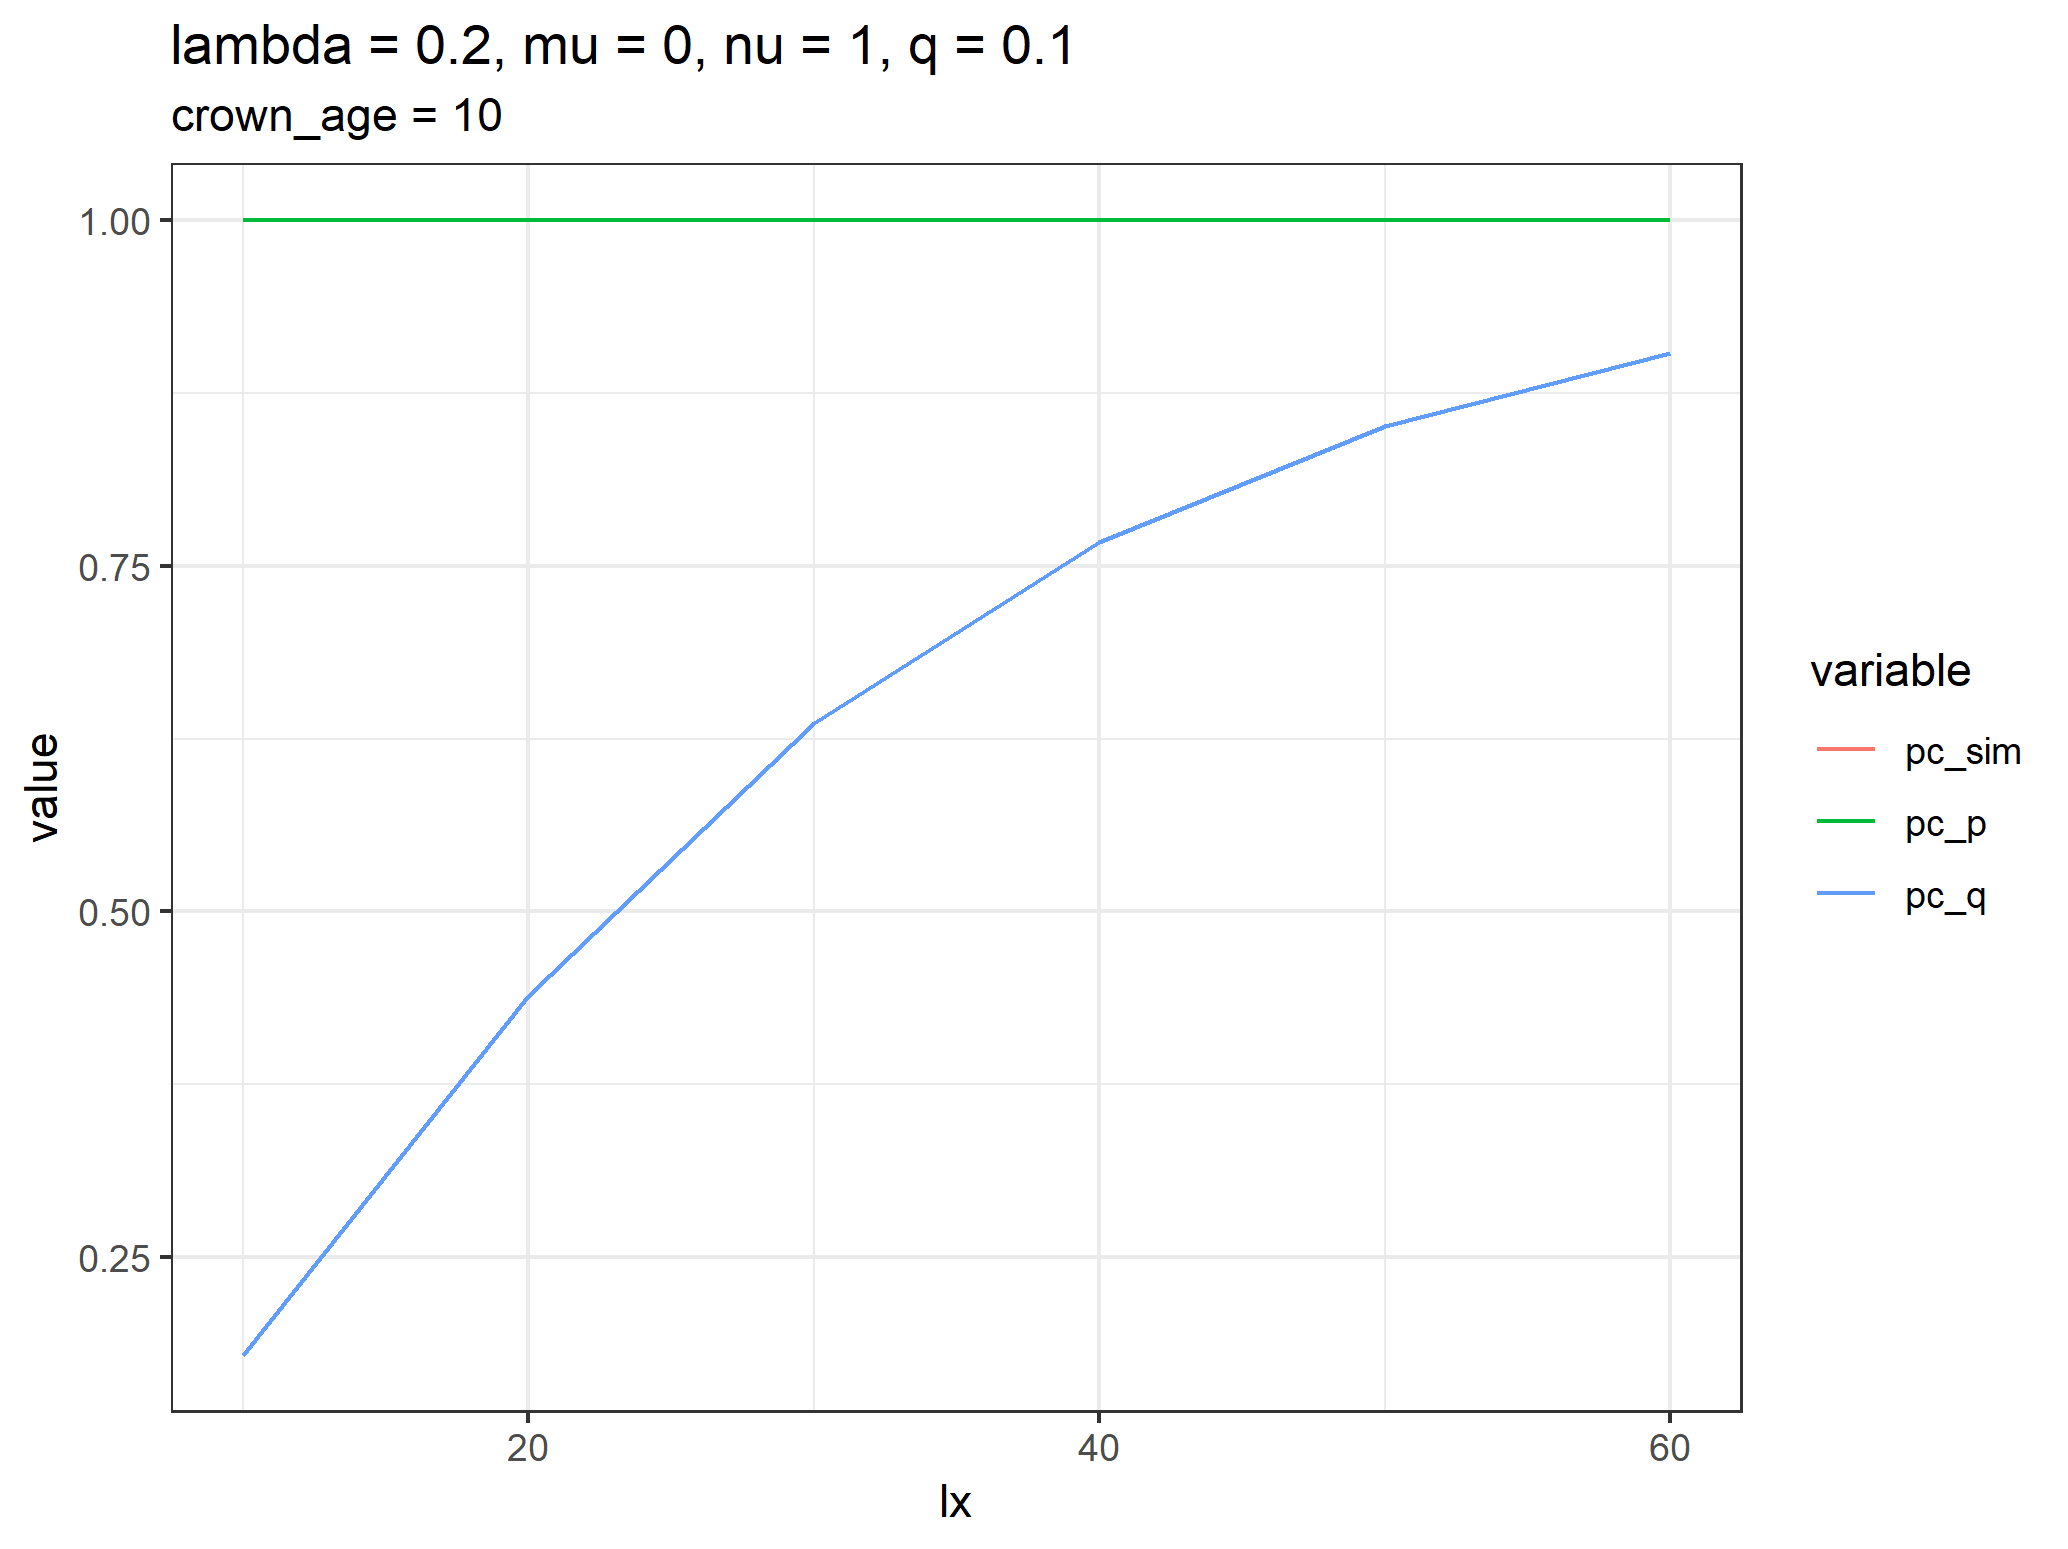 lambda = 0.2, mu = 0, nu = 1, q = 0.1
crown_age = 10
1.00
0.75
0.50
0.25
value
20
40
60
lx
variable
pc_sim
pc_p
pc_q